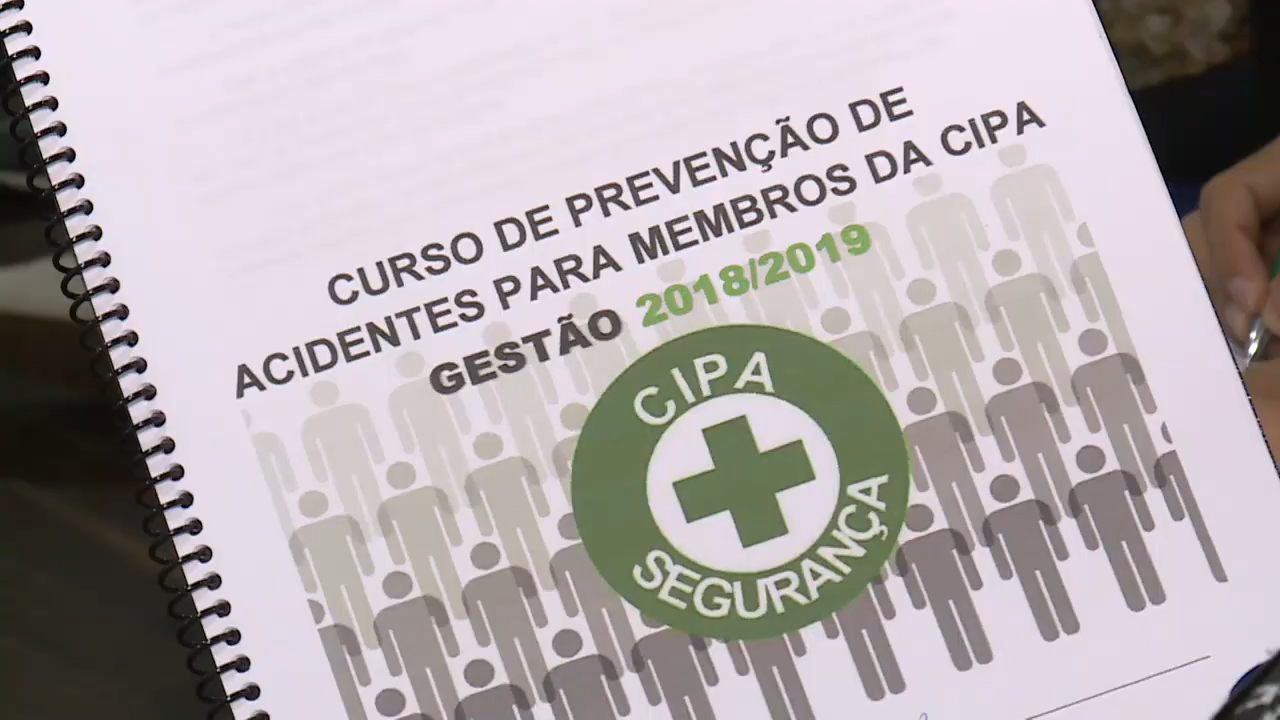 CURSO DE PREVENÇÃO DE
ACIDENTES PARA MEMBROS DA CIPA
GESTÃO 2018/2019
CIPA
SEGURANÇA